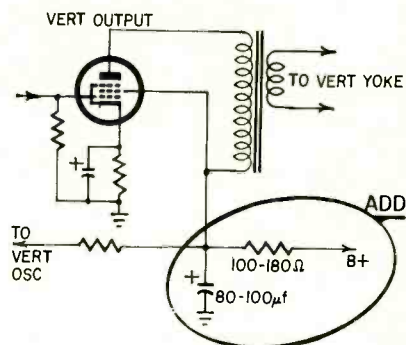 VERT OUTPUT
TO VERT YOKE
ADD
TO
VERT
OSC
100-180Ω
B+
+
+
80-100μf